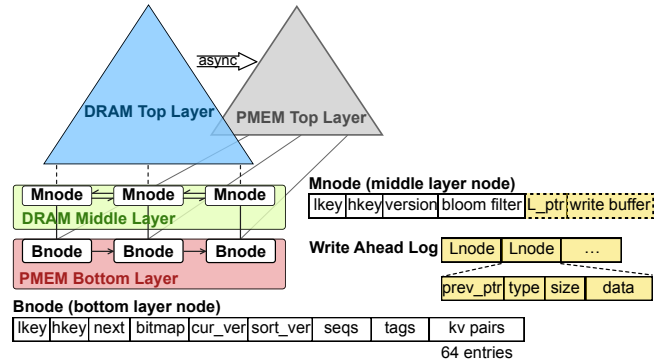 async
DRAM Top Layer
PMEM Top Layer
Mnode Mnode Mnode
DRAM Middle Layer
Bnode Bnode Bnode
PMEM Bottom Layer
Mnode (middle layer node)
lkey hkey version bloom filter L_ptr write buffer
Write Ahead Log Lnode Lnode ...
prev_ptr type size data
Bnode (bottom layer node)
lkey hkey next bitmap cur_ver sort_ver seqs tags kv pairs
64 entries